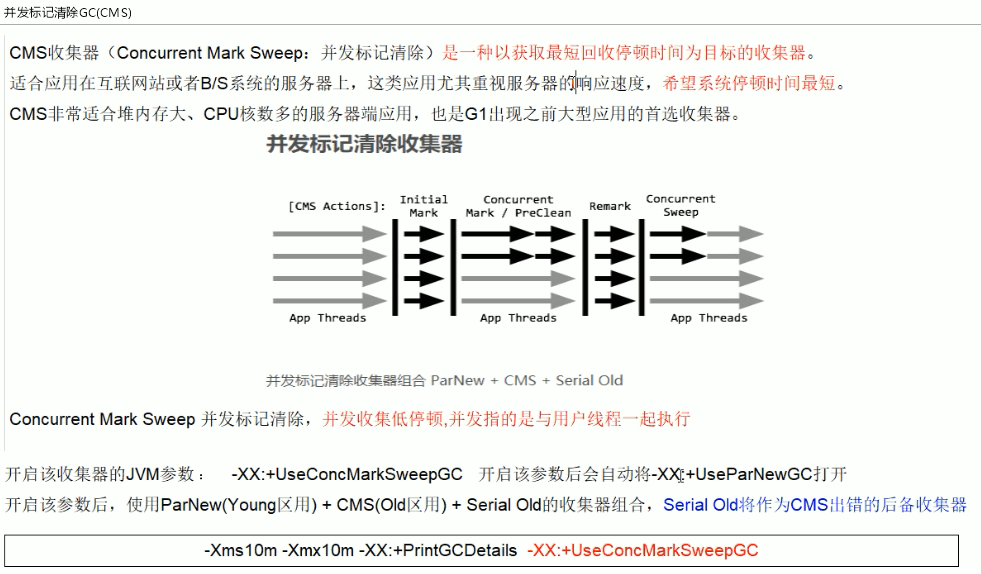 并发标记清除GC(CMS)
CMS收集器（Concurrent Mark Sweep：并发标记清除）是一种以获取最短回收停顿时间为目标的收集器。
适合应用在互联网站或者B/S系统的服务器上，这类应用尤其重视服务器的响应速度，希望系统停顿时间最短。
CMS非常适合堆内存大、CPU核数多的服务器端应用，也是G1出现之前大型应用的首选收集器。
并发标记清除收集器
[CMS Actions]: Initial Mark Concurrent Mark / PreClean Remark Concurrent Sweep
App Threads App Threads App Threads
并发标记清除收集器组合 ParNew + CMS + Serial Old
Concurrent Mark Sweep 并发标记清除，并发收集低停顿,并发指的是与用户线程一起执行
开启该收集器的JVM参数： -XX:+UseConcMarkSweepGC 开启该参数后会自动将-XX:+UseParNewGC打开
开启该参数后，使用ParNew(Young区用) + CMS(Old区用) + Serial Old的收集器组合，Serial Old将作为CMS出错的后备收集器
-Xms10m -Xmx10m -XX:+PrintGCDetails -XX:+UseConcMarkSweepGC